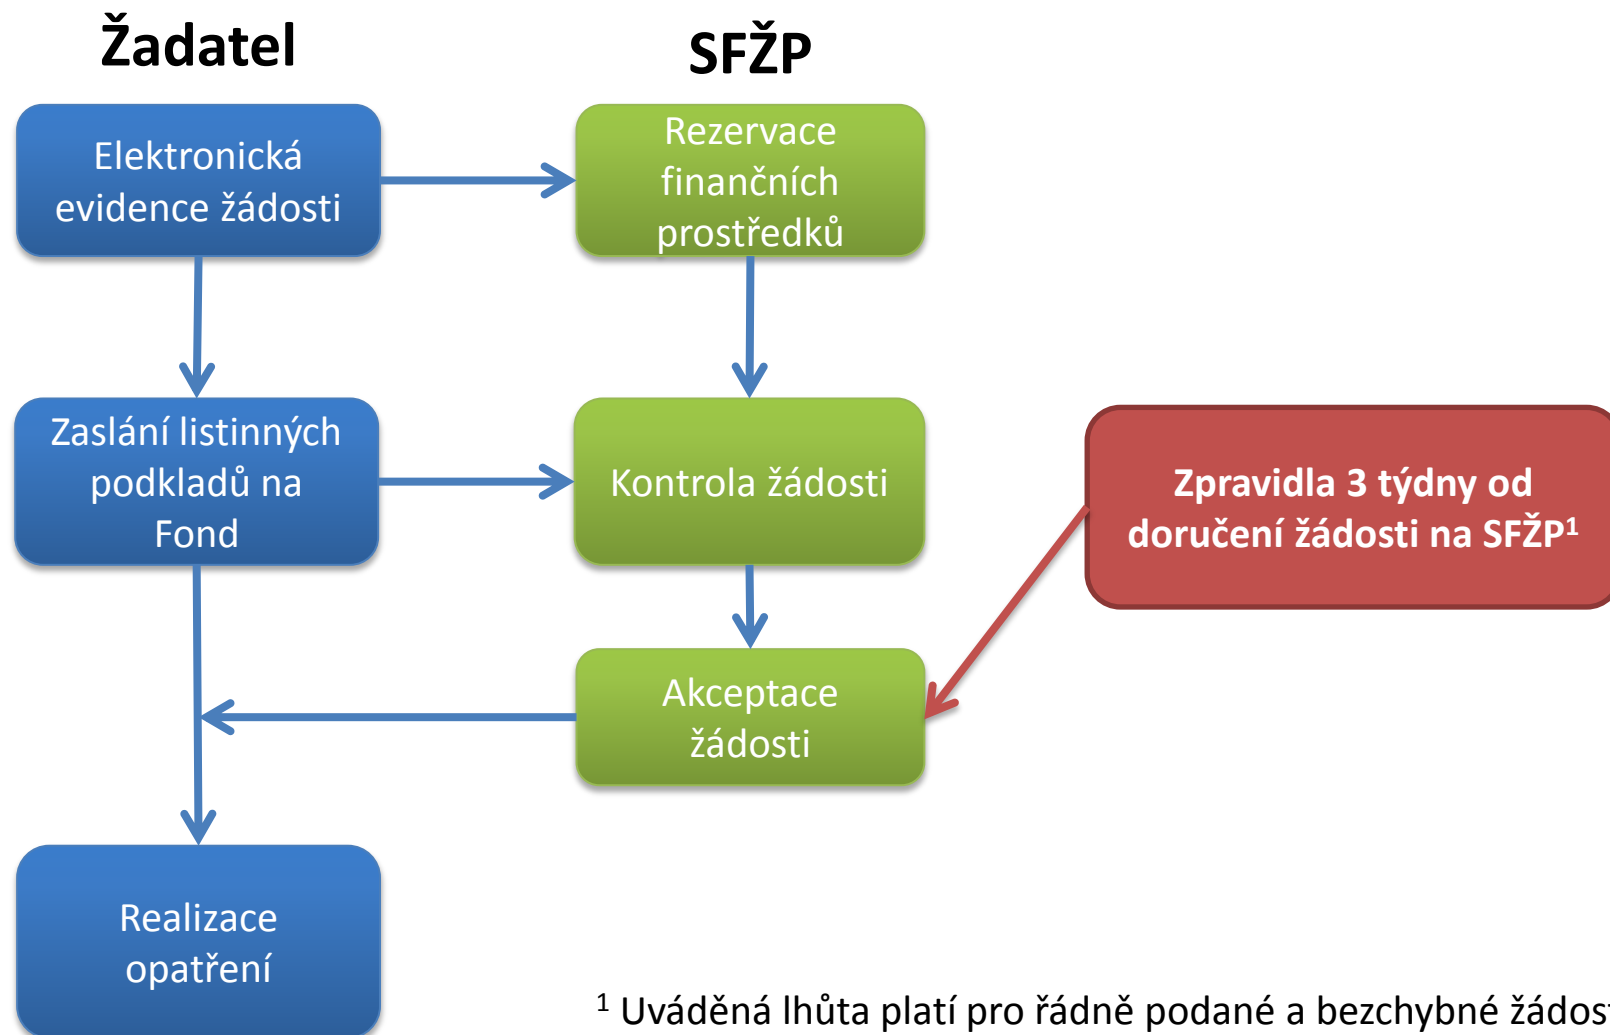 Žadatel
SFŽP
Elektronická
evidence žádosti
Rezervace
finančních
prostředků
Zaslání listinných
podkladů na
Fond
Kontrola žádosti
Zpravidla 3 týdny od
doručení žádosti na SFŽP¹
Akceptace
žádosti
Realizace
opatření
¹ Uváděná lhůta platí pro řádně podané a bezchybné žádost